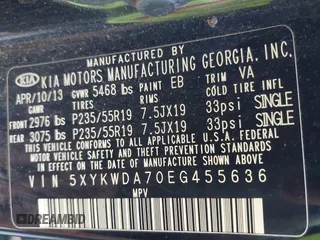 MANUFACTURED BY
KIA KIA MOTORS MANUFACTURING GEORGIA, INC.
APR/10/13 GVWR 5468 lbs PAINT EB TRIM VA
GAWR TIRES RIMS COLD TIRE INFL.
FRONT 2976 lbs P235/55R19 7.5JX19 33psi SINGLE
REAR 3075 lbs P235/55R19 7.5JX19 33psi SINGLE
THIS VEHICLE CONFORMS TO ALL APPLICABLE U.S.
FEDERAL MOTOR VEHICLE SAFETY STANDARDS IN
EFFECT ON THE DATE OF MANUFACTURE SHOWN ABOVE.
VIN 5XYKWDA70EG455636
MPV
DREAMBID